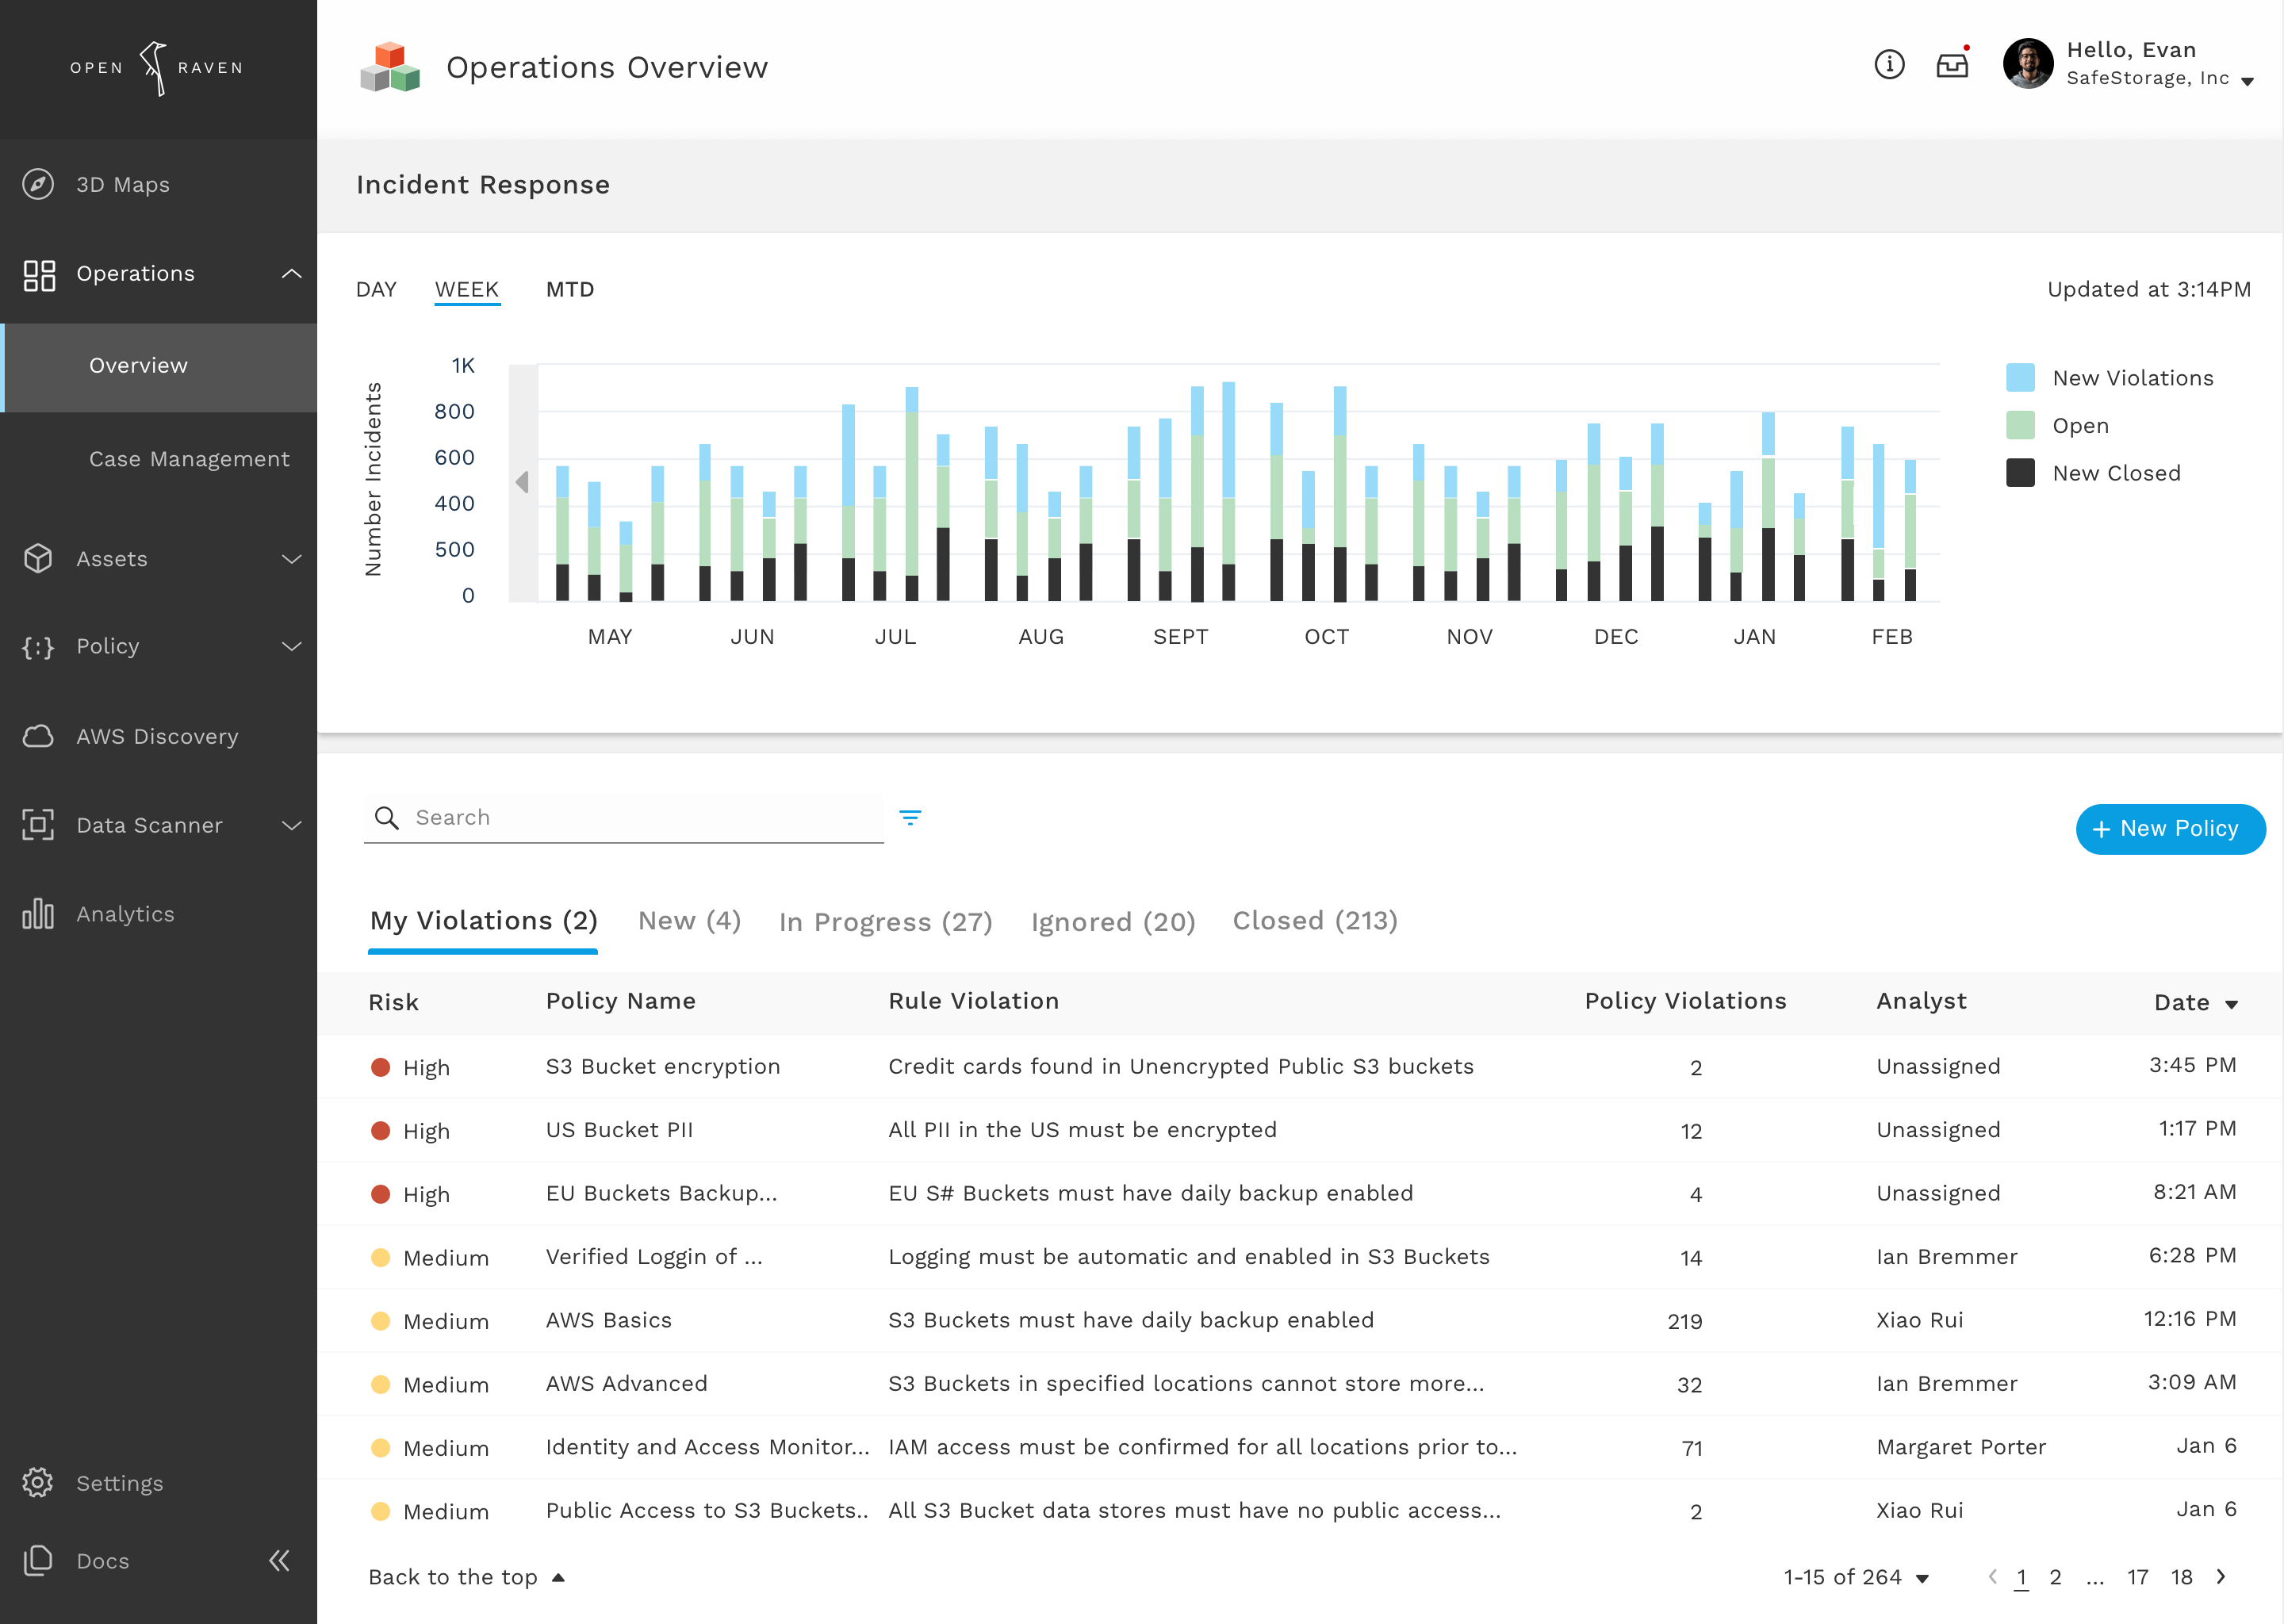 OPEN RAVEN
Operations Overview
Hello, Evan
SafeStorage, Inc
3D Maps
Operations
Overview
Case Management
Assets
Policy
AWS Discovery
Data Scanner
Analytics
Settings
Docs
Incident Response
DAY WEEK MTD
Updated at 3:14PM
Number Incidents
1K
800
600
400
500
0
MAY JUN JUL AUG SEPT OCT NOV DEC JAN FEB
New Violations
Open
New Closed
Search
+ New Policy
My Violations (2) New (4) In Progress (27) Ignored (20) Closed (213)
Risk Policy Name Rule Violation Policy Violations Analyst Date
High S3 Bucket encryption Credit cards found in Unencrypted Public S3 buckets 2 Unassigned 3:45 PM
High US Bucket PII All PII in the US must be encrypted 12 Unassigned 1:17 PM
High EU Buckets Backup... EU S# Buckets must have daily backup enabled 4 Unassigned 8:21 AM
Medium Verified Loggin of ... Logging must be automatic and enabled in S3 Buckets 14 Ian Bremmer 6:28 PM
Medium AWS Basics S3 Buckets must have daily backup enabled 219 Xiao Rui 12:16 PM
Medium AWS Advanced S3 Buckets in specified locations cannot store more... 32 Ian Bremmer 3:09 AM
Medium Identity and Access Monitor... IAM access must be confirmed for all locations prior to... 71 Margaret Porter Jan 6
Medium Public Access to S3 Buckets.. All S3 Bucket data stores must have no public access... 2 Xiao Rui Jan 6
Back to the top
1-15 of 264
1 2 ... 17 18